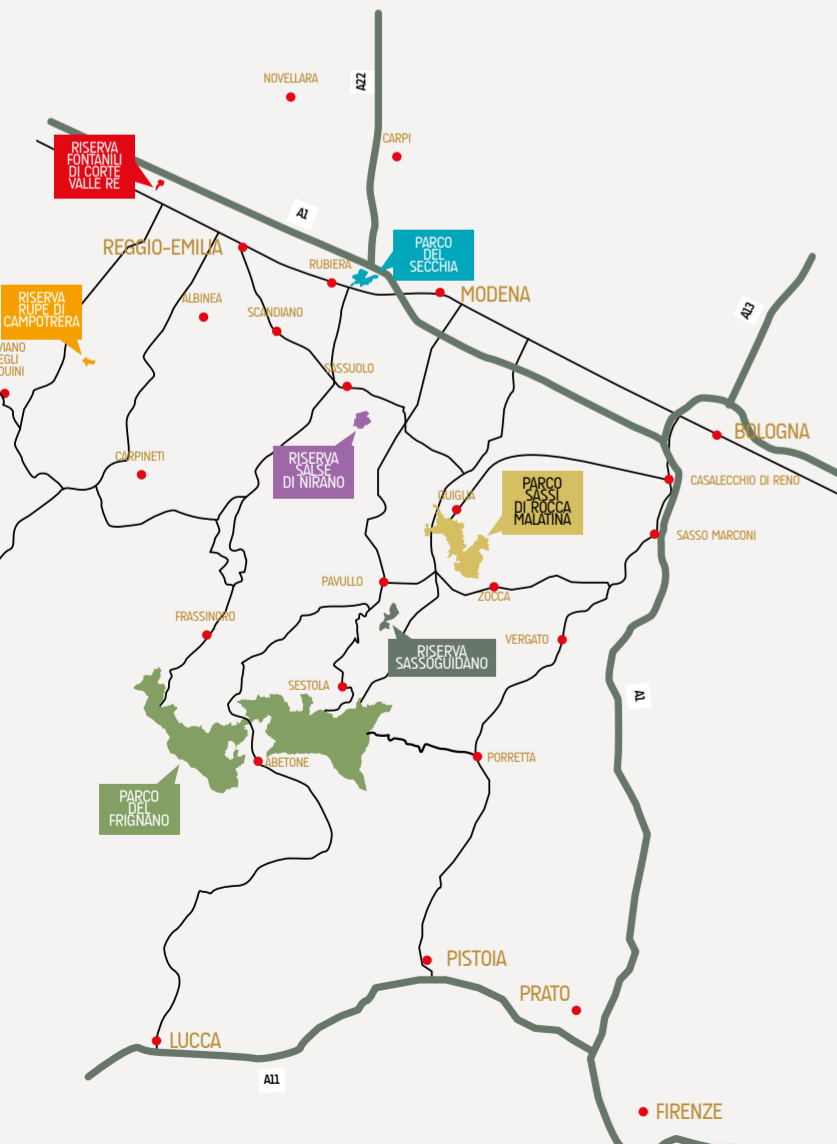 NOVELLARA
A22
CARPI
RISERVA
FONTANILI
DI CORTE
VALLE RE
A1
REGGIO-EMILIA
PARCO
DEL
SECCHIA
RUBIERA
MODENA
RISERVA
RUPE DI
CAMPOTRERA
ALBINEA
SCANDIANO
A13
VIANO
EGLI
DUINI
SASSUOLO
BOLOGNA
CARPINETI
RISERVA
SALSE
DI NIRANO
GUIGLIA
PARCO
SASSI
DI ROCCA
MALATINA
CASALECCHIO DI RENO
SASSO MARCONI
PAVULLO
ZOCCA
FRASSINORO
VERGATO
RISERVA
SASSOGUIDANO
SESTOLA
A1
ABETONE
PORRETTA
PARCO
DEL
FRIGNANO
PISTOIA
PRATO
LUCCA
A11
FIRENZE